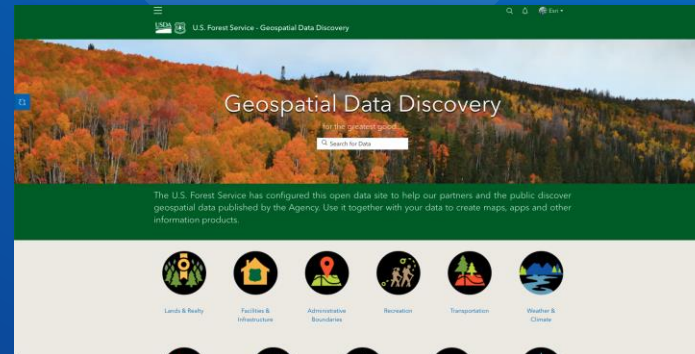 Esri
USDA U.S. Forest Service - Geospatial Data Discovery
Geospatial Data Discovery
for the greatest good...
Search for Data
The U.S. Forest Service has configured this open data site to help our partners and the public discover
geospatial data published by the Agency. Use it together with your data to create maps, apps and other
information products.
Lands & Realty
Facilities &
Infrastructure
Administrative
Boundaries
Recreation
Transportation
Weather &
Climate